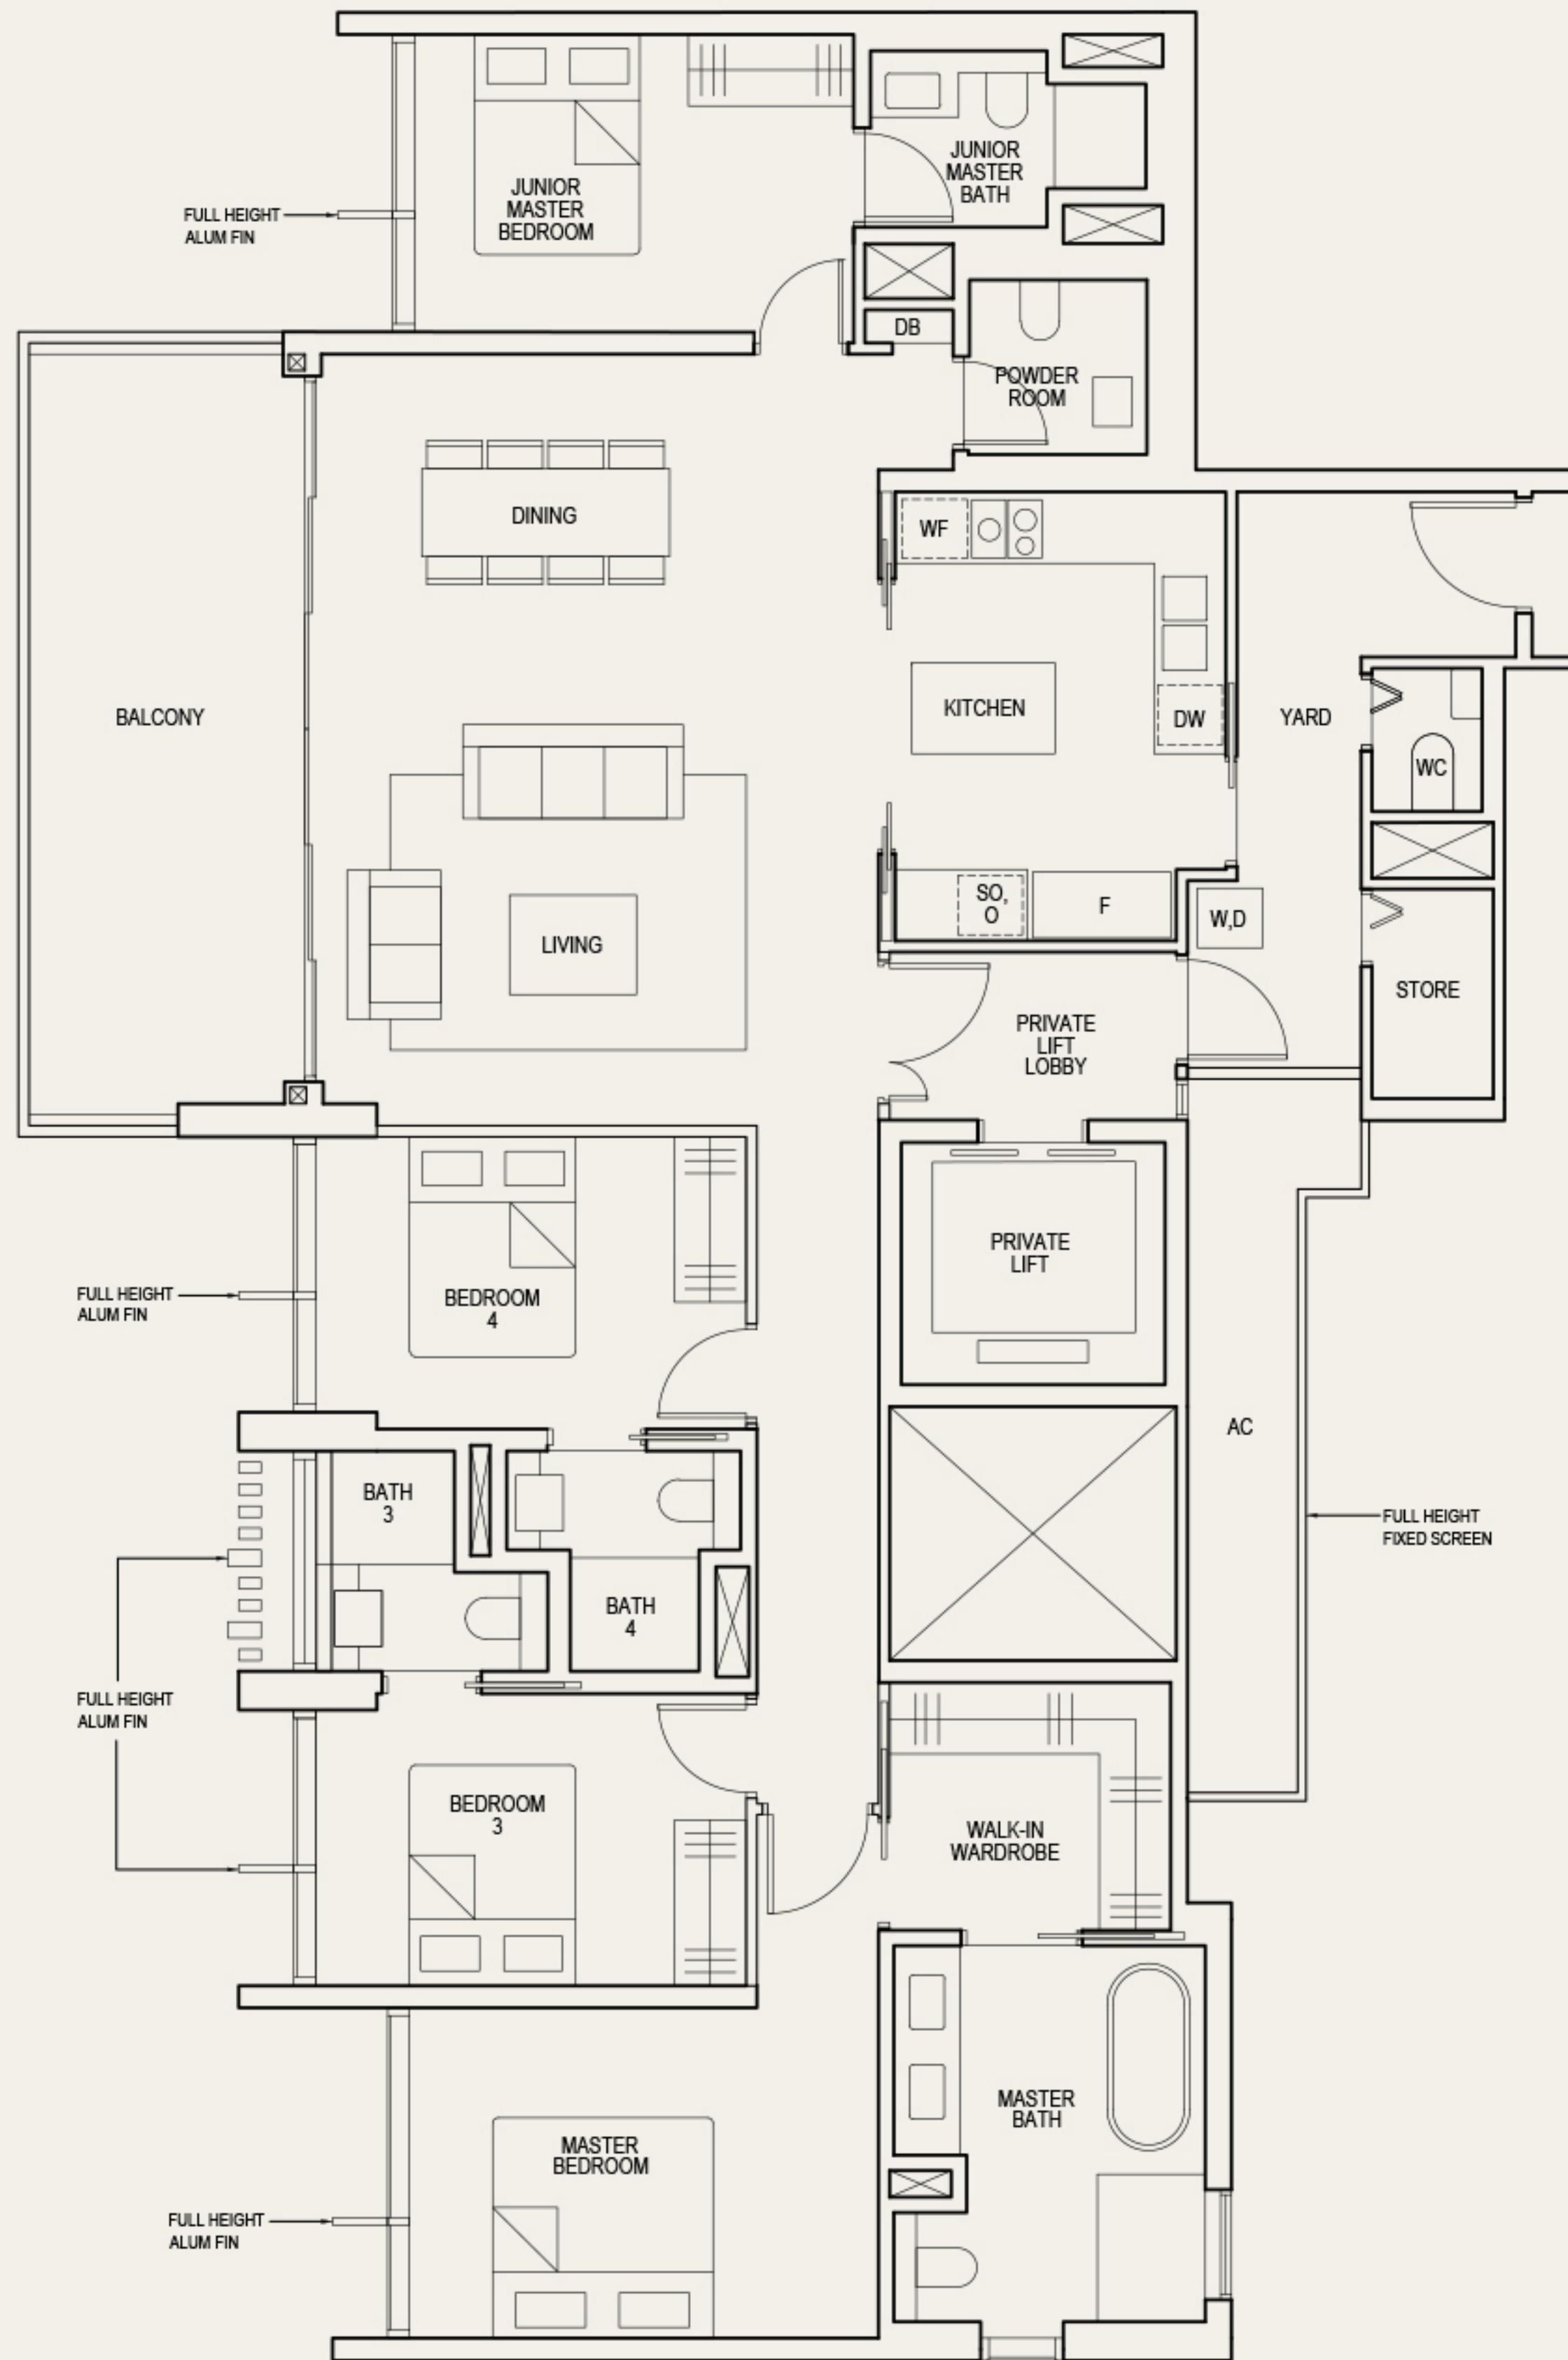 JUNIOR
MASTER
BATH
JUNIOR
MASTER
BEDROOM
FULL HEIGHT
ALUM FIN
DB
POWDER
ROOM
DINING
WF
KITCHEN
DW
BALCONY
YARD
WC
SO,
O
F
W,D
LIVING
STORE
PRIVATE
LIFT
LOBBY
PRIVATE
LIFT
FULL HEIGHT
ALUM FIN
BEDROOM
4
AC
BATH
3
FULL HEIGHT
FIXED SCREEN
BATH
4
FULL HEIGHT
ALUM FIN
BEDROOM
3
WALK-IN
WARDROBE
MASTER
BATH
MASTER
BEDROOM
FULL HEIGHT
ALUM FIN